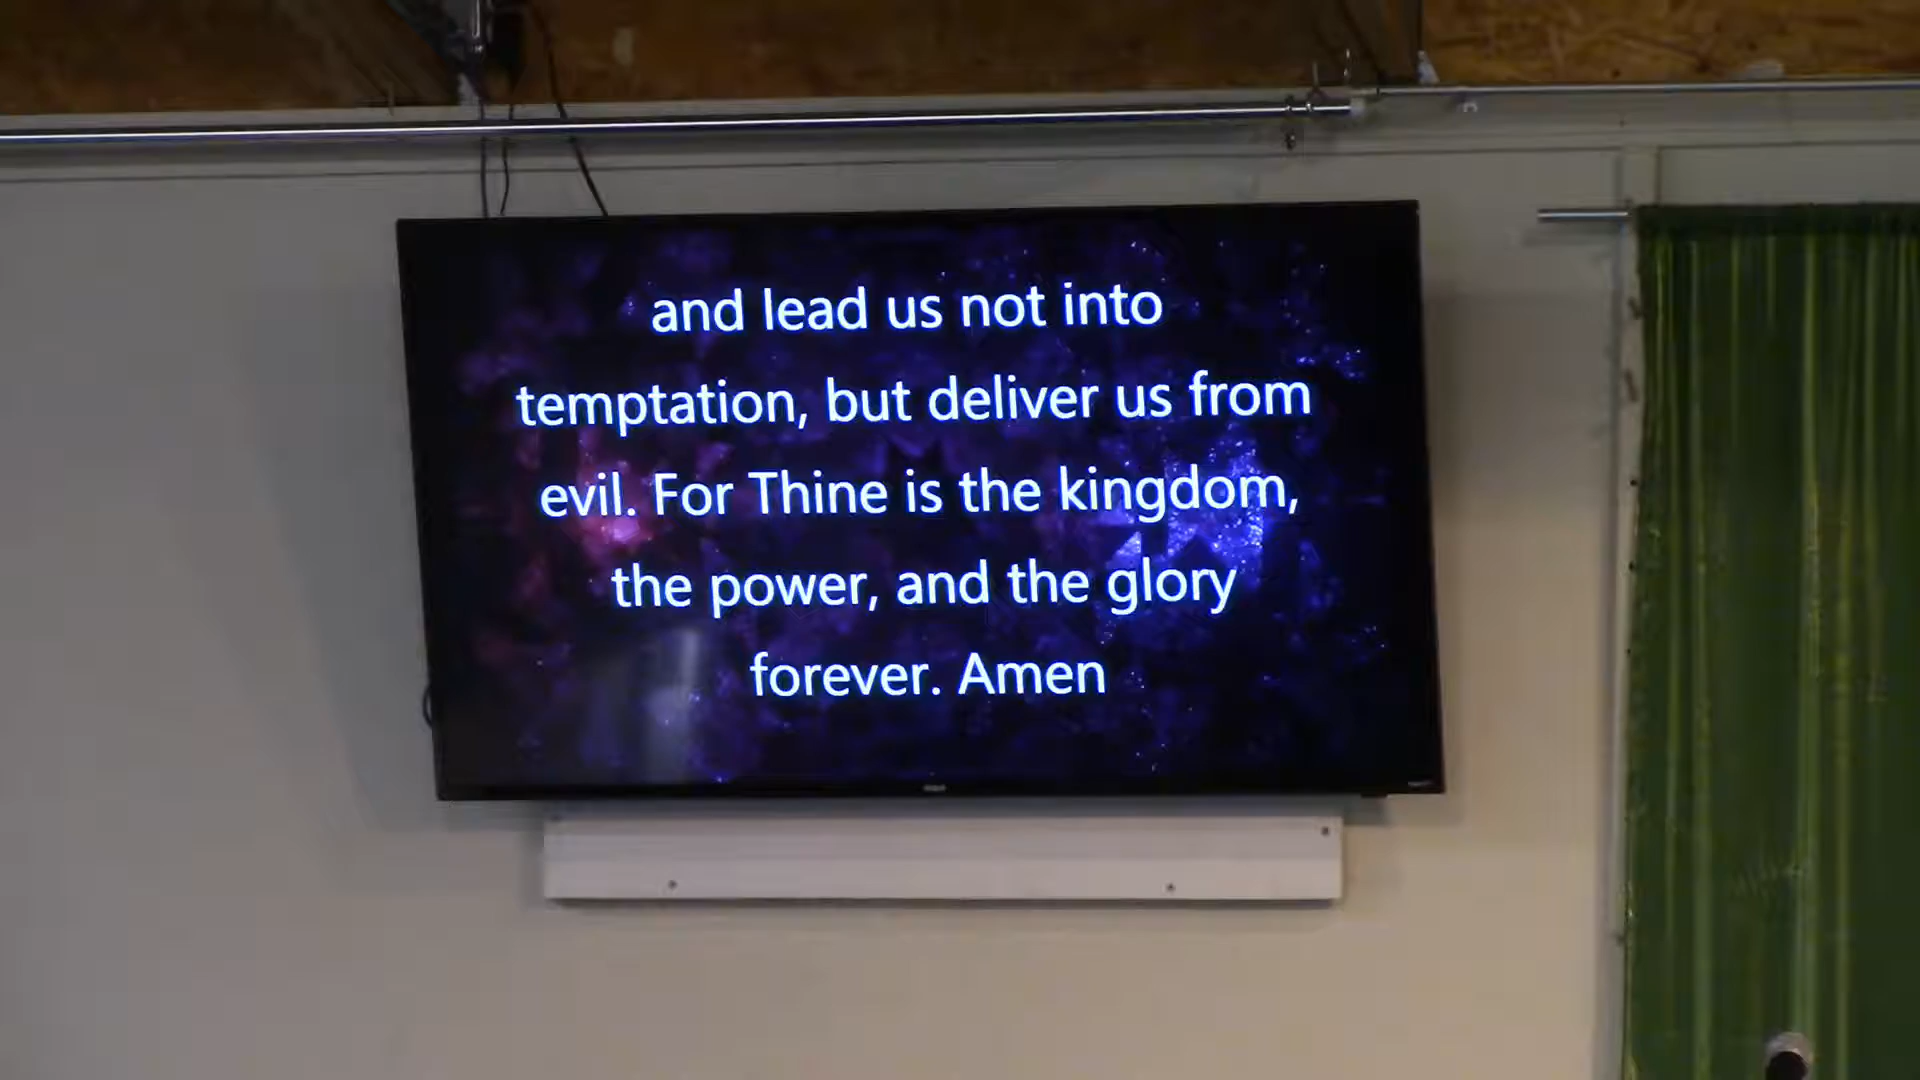 and lead us not into
temptation, but deliver us from
evil. For Thine is the kingdom,
the power, and the glory
forever. Amen